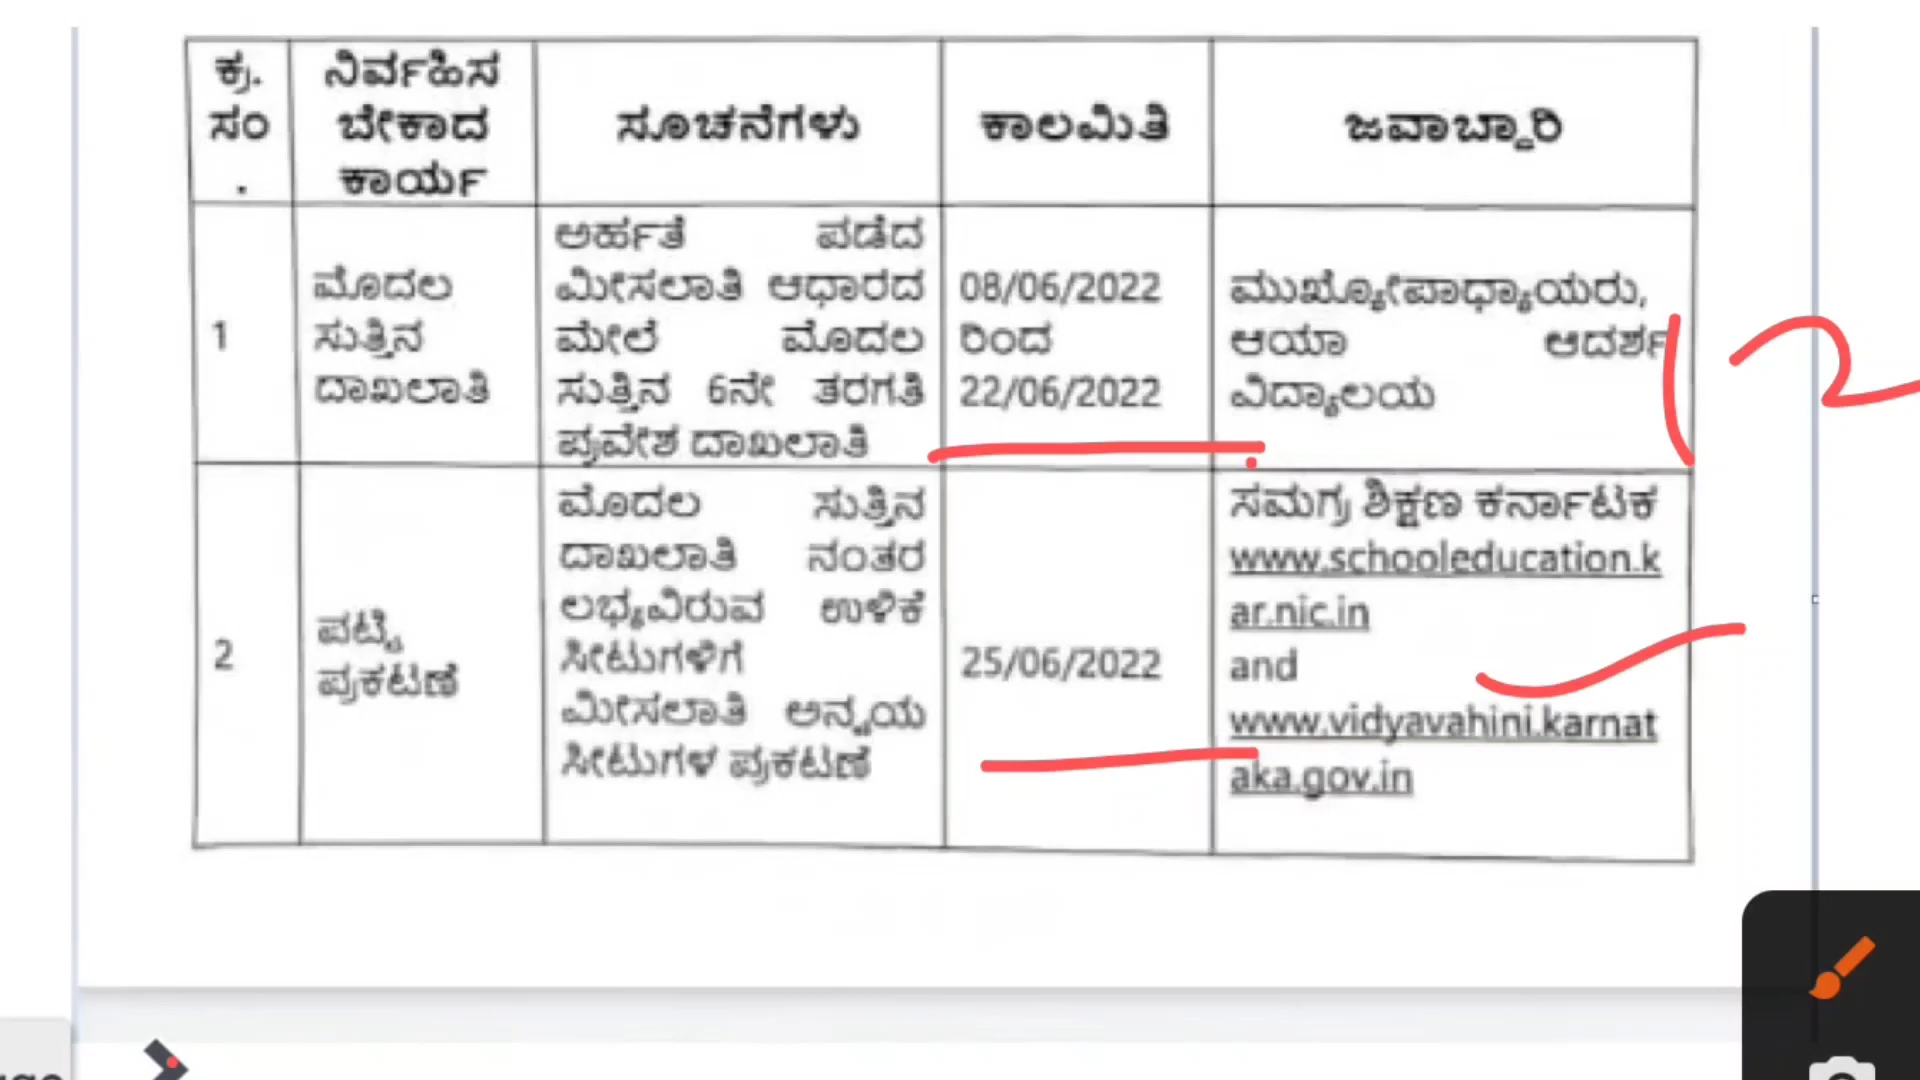 ಕ್ರ.
ಸಂ
.
ನಿರ್ವಹಿಸ
ಬೇಕಾದ
ಕಾರ್ಯ
ಸೂಚನೆಗಳು
ಕಾಲಮಿತಿ
ಜವಾಬ್ದಾರಿ
1
ಮೊದಲ
ಸುತ್ತಿನ
ದಾಖಲಾತಿ
ಅರ್ಹತೆ ಪಡೆದ
ಮೀಸಲಾತಿ ಆಧಾರದ
ಮೇಲೆ ಮೊದಲ
ಸುತ್ತಿನ 6ನೇ ತರಗತಿ
ಪ್ರವೇಶ ದಾಖಲಾತಿ
08/06/2022
ರಿಂದ
22/06/2022
ಮುಖ್ಯೋಪಾಧ್ಯಾಯರು,
ಆಯಾ ಆದರ್ಶ
ವಿದ್ಯಾಲಯ
2
ಪಟ್ಟಿ
ಪ್ರಕಟಣೆ
ಮೊದಲ ಸುತ್ತಿನ
ದಾಖಲಾತಿ ನಂತರ
ಲಭ್ಯವಿರುವ ಉಳಿಕೆ
ಸೀಟುಗಳಿಗೆ
ಮೀಸಲಾತಿ ಅನ್ವಯ
ಸೀಟುಗಳ ಪ್ರಕಟಣೆ
25/06/2022
ಸಮಗ್ರ ಶಿಕ್ಷಣ ಕರ್ನಾಟಕ
www.schooleducation.k
ar.nic.in
and
www.vidyavahini.karnat
aka.gov.in